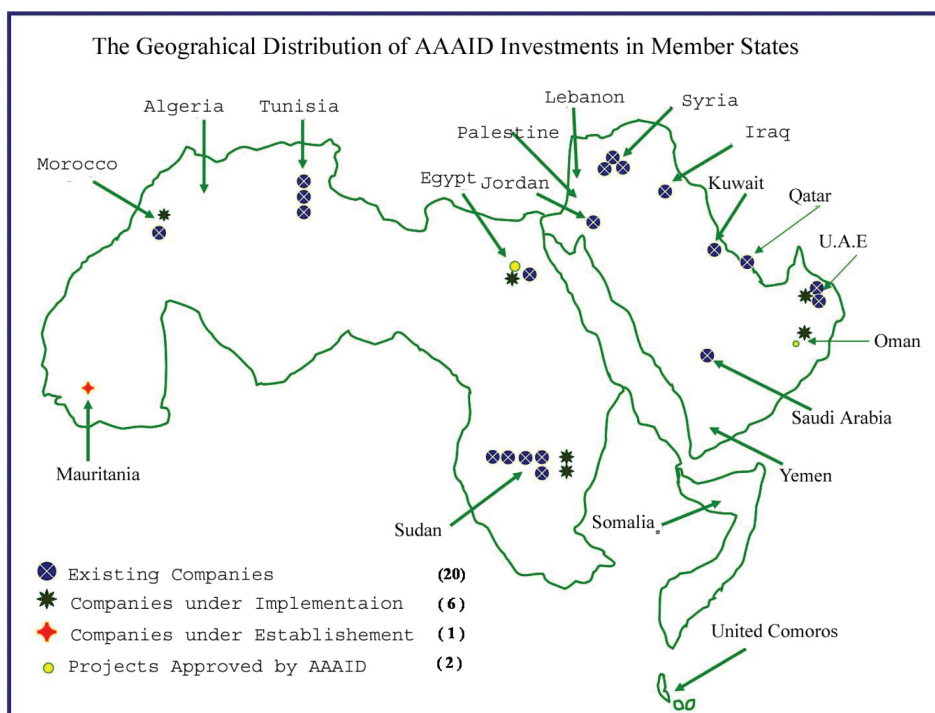 The Geograhical Distribution of AAAID Investments in Member States
Lebanon
Syria
Algeria
Tunisia
Palestine
Iraq
Morocco
Egypt
Jordan
Kuwait
Qatar
U.A.E
Oman
Saudi Arabia
Mauritania
Yemen
Sudan
Somalia
Existing Companies (20)
Companies under Implementaion (6)
Companies under Establishement (1)
Projects Approved by AAAID (2)
United Comoros